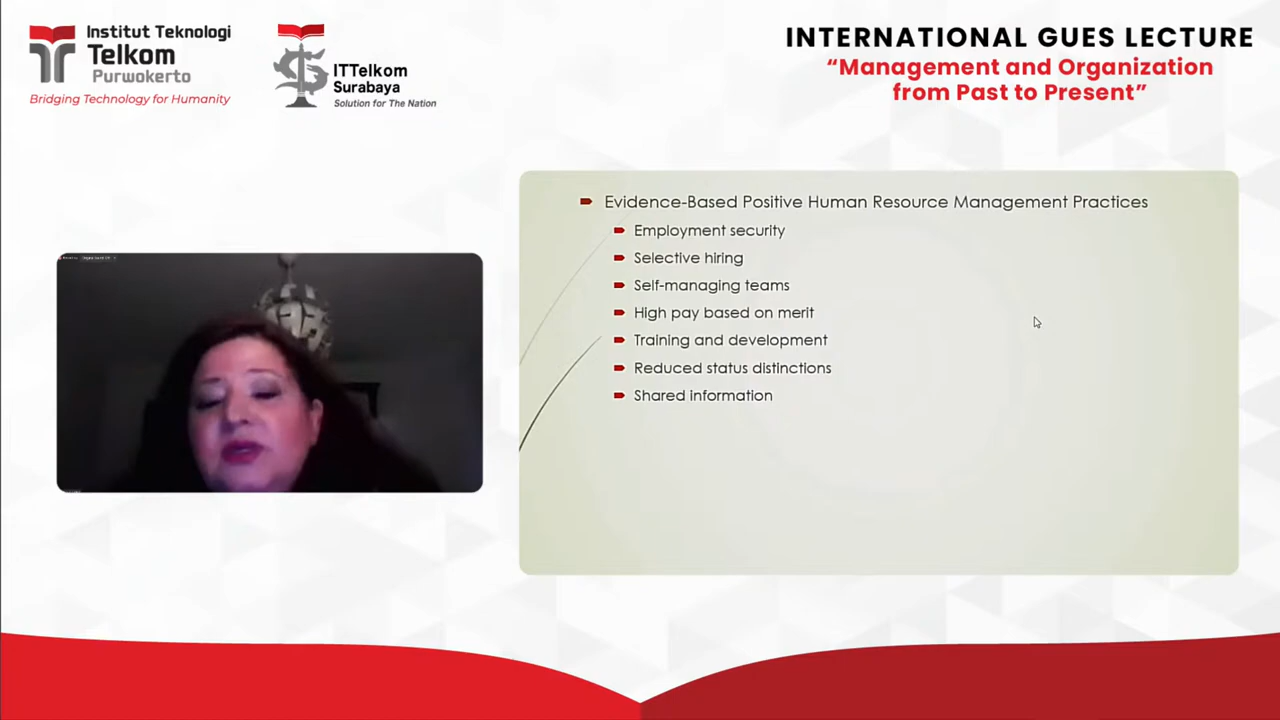 Institut Teknologi
Telkom
Purwokerto
Bridging Technology for Humanity
ITTelkom
Surabaya
Solution for The Nation
INTERNATIONAL GUES LECTURE
“Management and Organization
from Past to Present”
Evidence-Based Positive Human Resource Management Practices
Employment security
Selective hiring
Self-managing teams
High pay based on merit
Training and development
Reduced status distinctions
Shared information